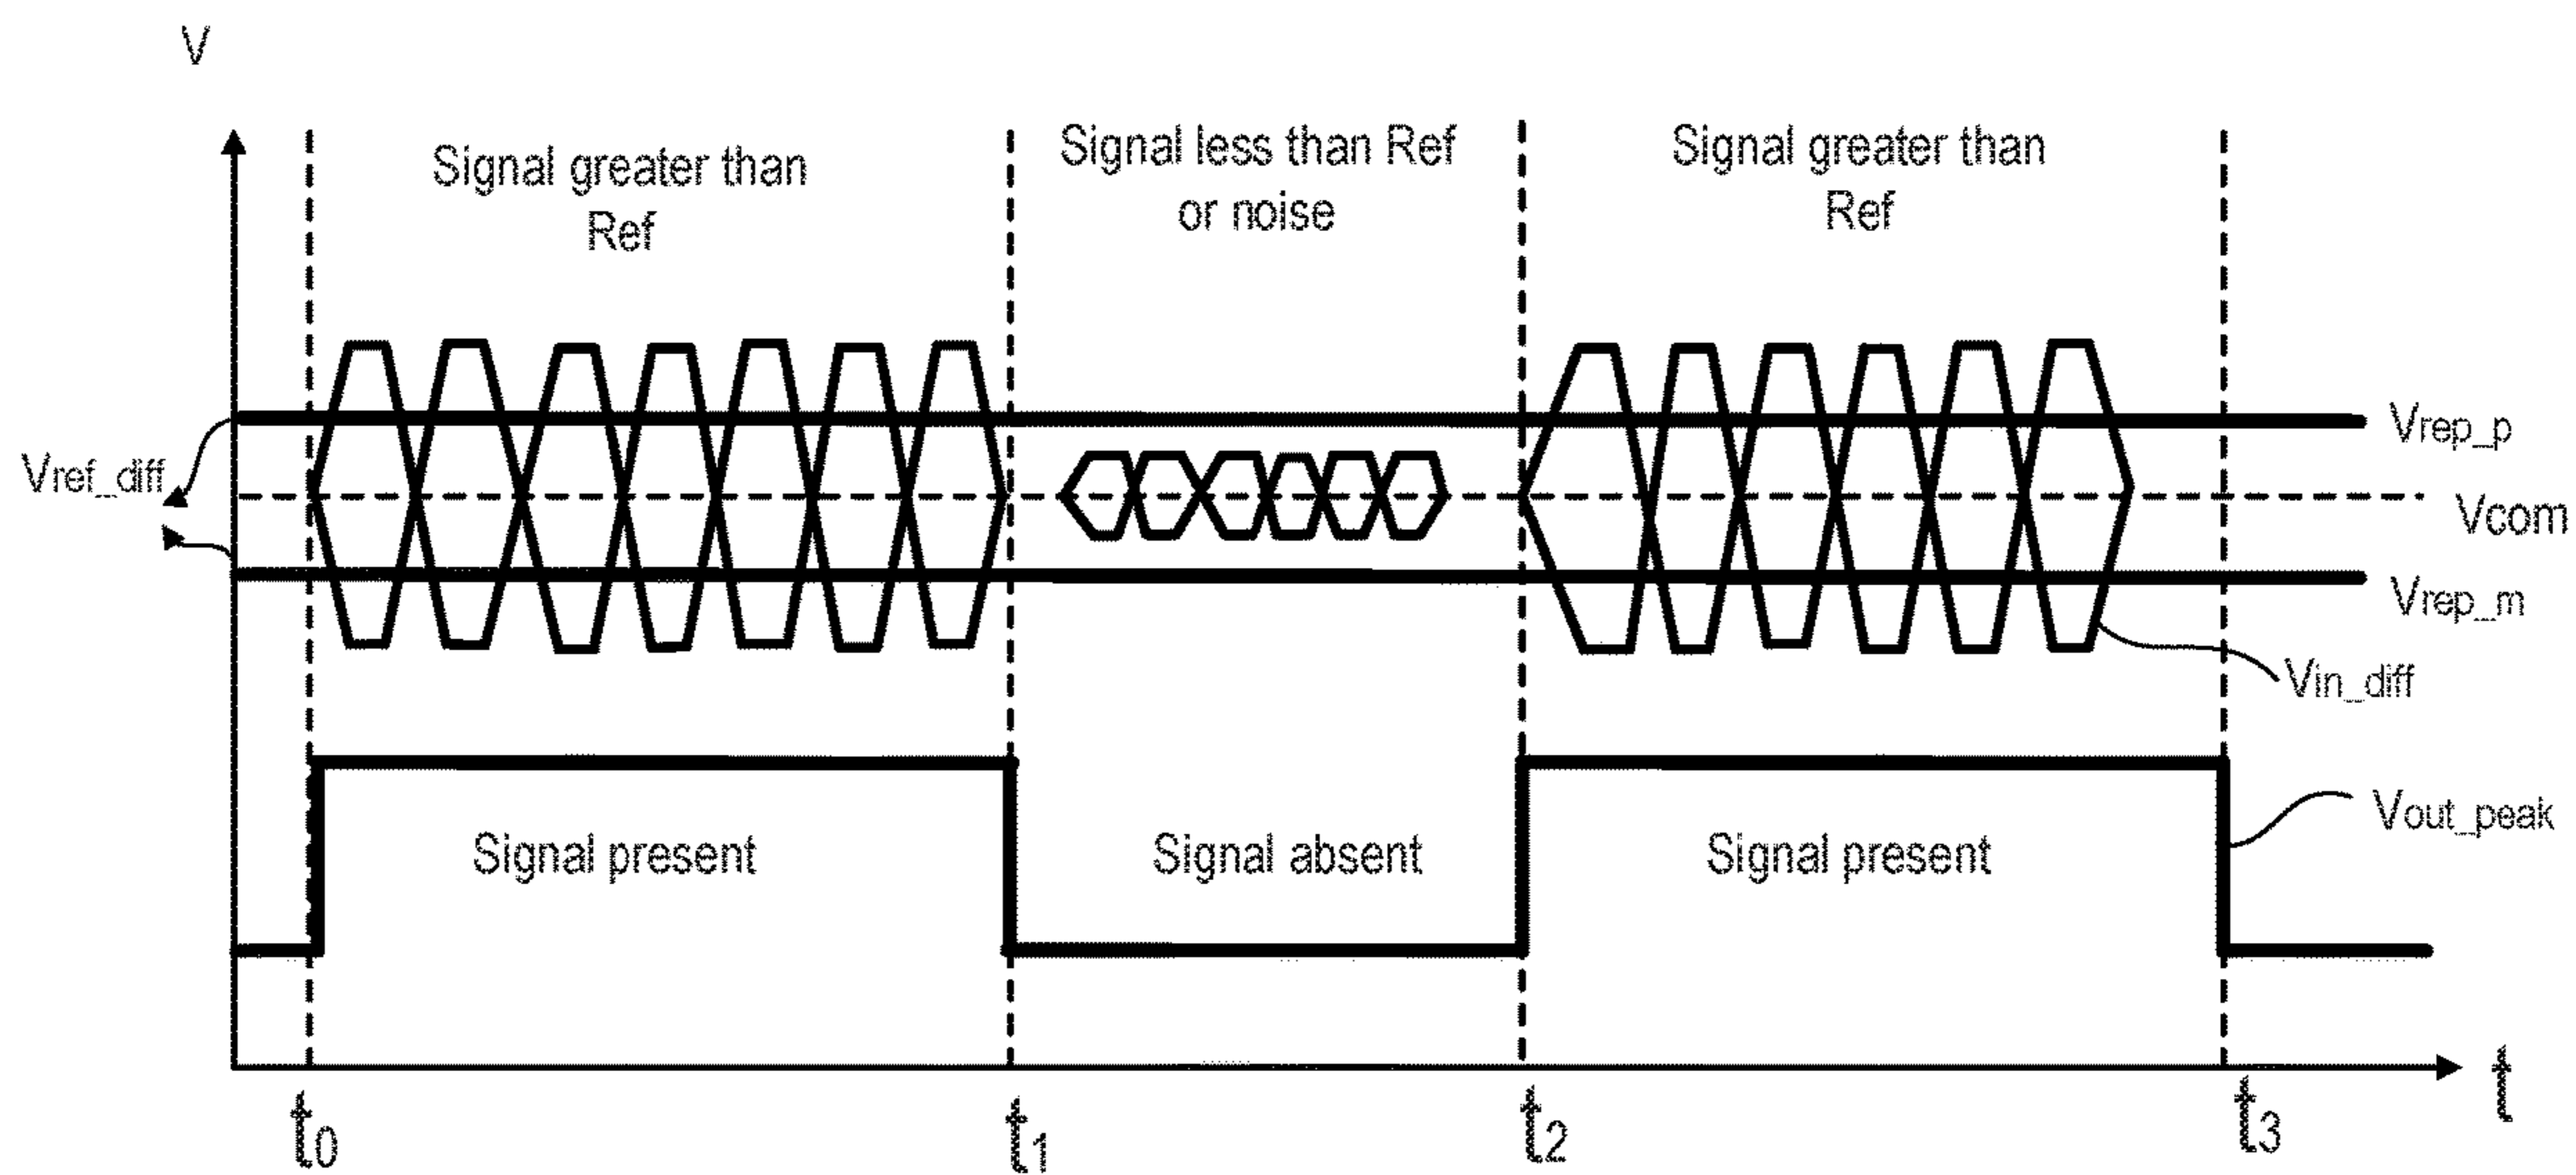 V
Signal greater than
Ref
Signal less than Ref
or noise
Signal greater than
Ref
Vref_diff
Vrep_p
Vcom
Vrep_m
Vin_diff
Signal present
Signal absent
Signal present
Vout_peak
t0
t1
t2
t3
t